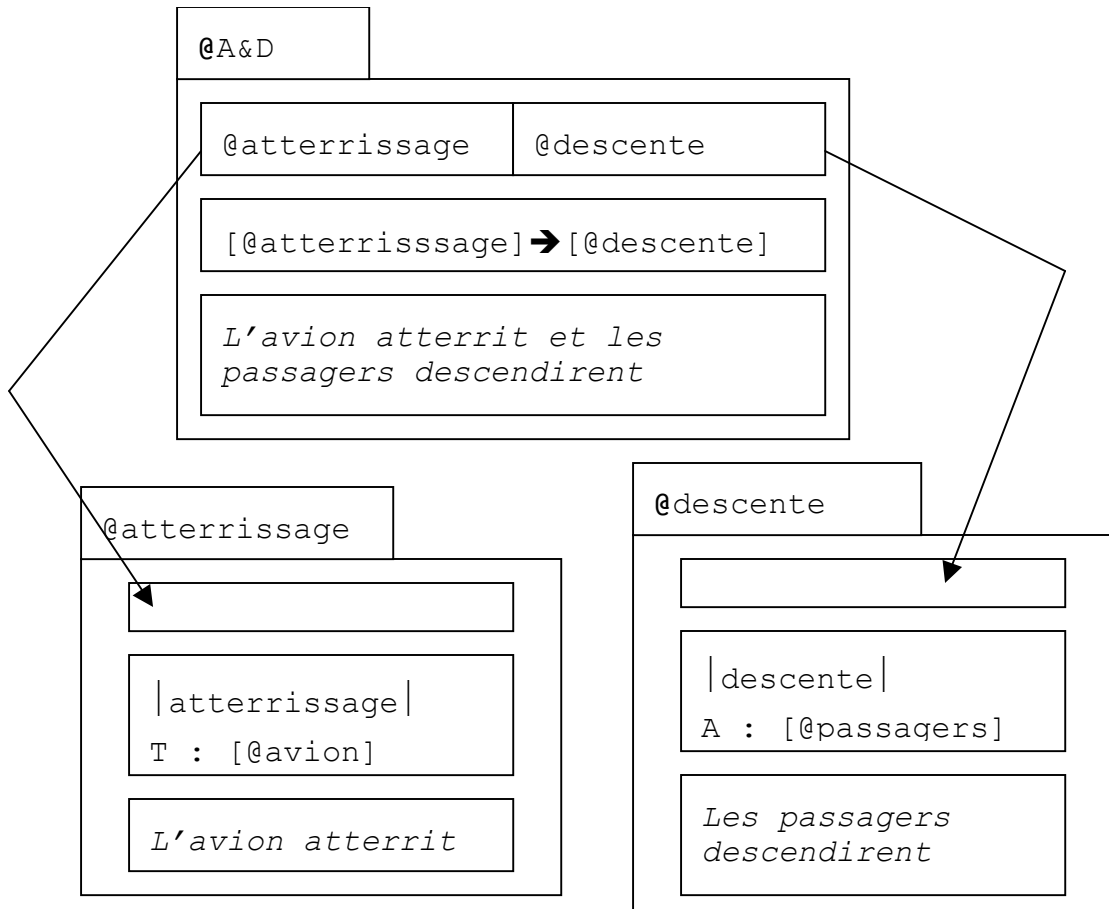 @A&D
@atterrissage @descente
[@atterrisssage]➔[@descente]
L'avion atterrit et les
passagers descendirent
@atterrissage
|atterrissage|
T : [@avion]
L'avion atterrit
@descente
|descente|
A : [@passagers]
Les passagers
descendirent